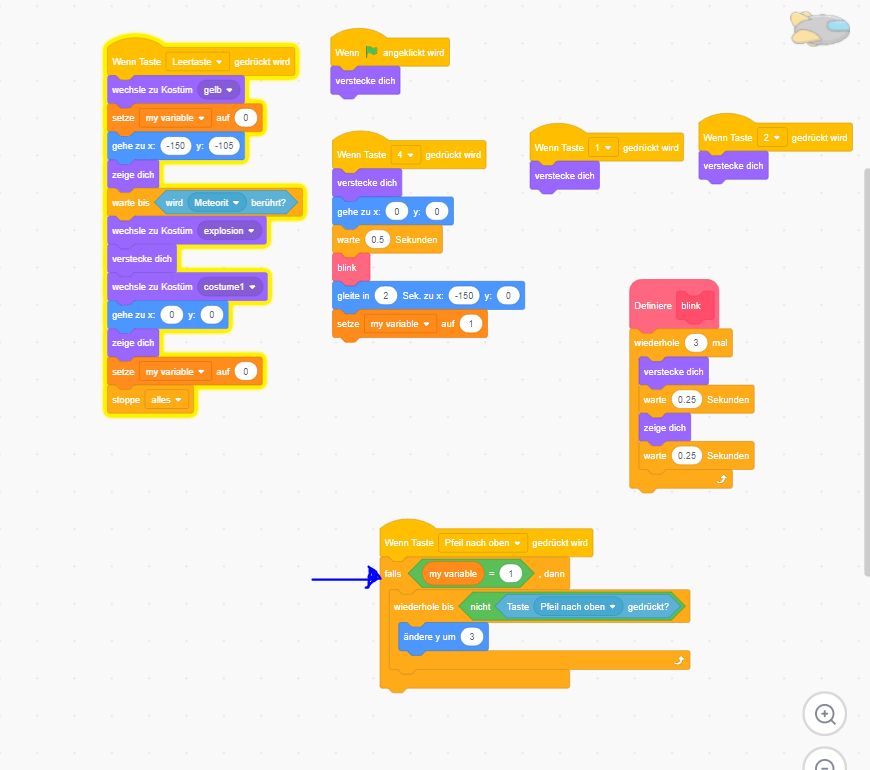 Wenn Taste Leertaste gedrückt wird
wechsle zu Kostüm gelb
setze my variable auf 0
gehe zu x: -150 y: -105
zeige dich
warte bis wird Meteorit berührt?
wechsle zu Kostüm explosion
verstecke dich
wechsle zu Kostüm costume1
gehe zu x: 0 y: 0
zeige dich
setze my variable auf 0
stoppe alles
Wenn angeklickt wird
verstecke dich
Wenn Taste 4 gedrückt wird
verstecke dich
gehe zu x: 0 y: 0
warte 0.5 Sekunden
blink
gleite in 2 Sek. zu x: -150 y: 0
setze my variable auf 1
Wenn Taste 1 gedrückt wird
verstecke dich
Wenn Taste 2 gedrückt wird
verstecke dich
Definiere blink
wiederhole 3 mal
verstecke dich
warte 0.25 Sekunden
zeige dich
warte 0.25 Sekunden
Wenn Taste Pfeil nach oben gedrückt wird
falls my variable = 1 , dann
wiederhole bis nicht Taste Pfeil nach oben gedrückt?
ändere y um 3